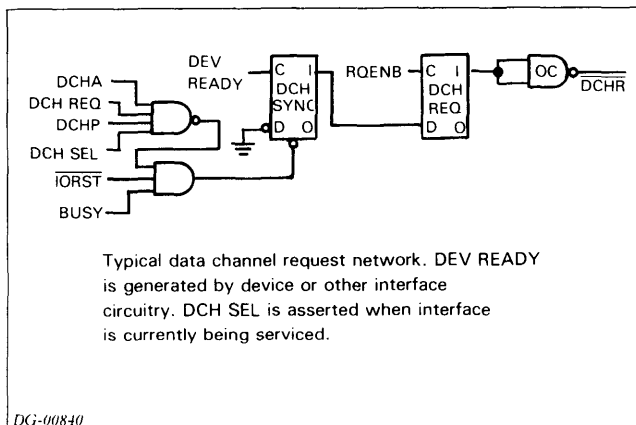 DCHA
DCH REQ
DCHP
DCH SEL
IORST
BUSY
DEV
READY
C I
DCH
SYNC
D O
RQENB
C I
DCH
REQ
D O
OC
DCHR
Typical data channel request network. DEV READY
is generated by device or other interface
circuitry. DCH SEL is asserted when interface
is currently being serviced.
DG-00840